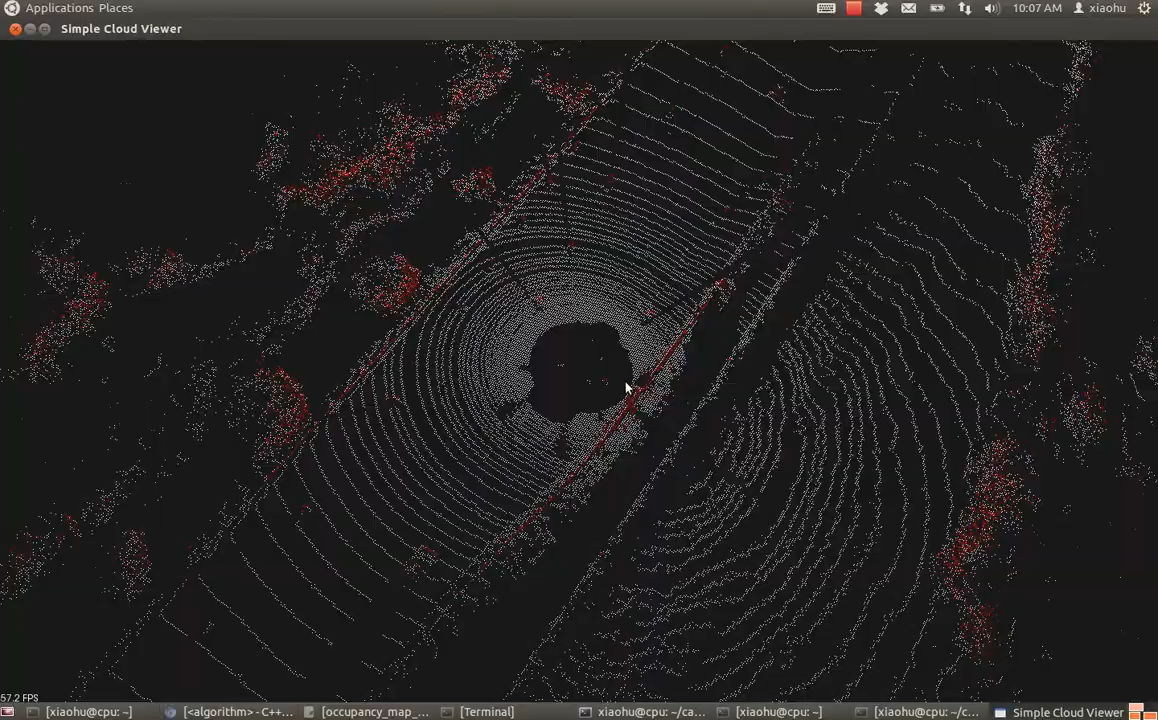 Applications Places
10:07 AM xiaohu
Simple Cloud Viewer
57.2 FPS
[xiaohu@cpu: ~] [<algorithm> - C++... [occupancy_map_... [Terminal] xiaohu@cpu: ~/ca... [xiaohu@cpu: ~] [xiaohu@cpu: ~/c... Simple Cloud Viewer